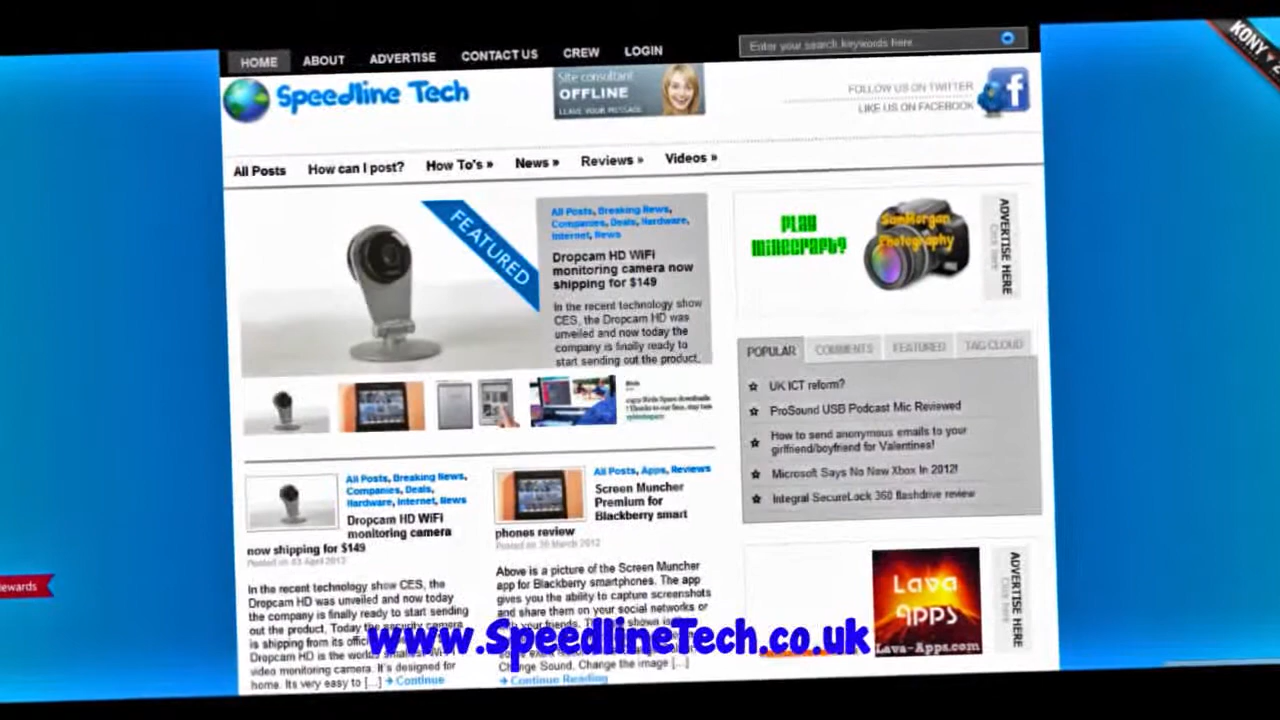 HOME ABOUT ADVERTISE CONTACT US CREW LOGIN
Enter your search keywords here
KONY
Speedline Tech
Site consultant
OFFLINE
LEAVE YOUR MESSAGE
FOLLOW US ON TWITTER
LIKE US ON FACEBOOK
All Posts How can I post? How To's » News » Reviews » Videos »
FEATURED
All Posts, Breaking News,
Companies, Deals, Hardware,
Internet, News
Dropcam HD WiFi
monitoring camera now
shipping for $149
In the recent technology show
CES, the Dropcam HD was
unveiled and now today the
company is finally ready to
start sending out the product.
PLAY
MINECRAFT?
SamMorgan
Photography
ADVERTISE HERE
Click here
POPULAR COMMENTS FEATURED TAG CLOUD
UK ICT reform?
ProSound USB Podcast Mic Reviewed
How to send anonymous emails to your
girlfriend/boyfriend for Valentines!
Microsoft Says No New Xbox In 2012!
Integral SecureLock 360 flashdrive review
All Posts, Breaking News,
Companies, Deals,
Hardware, Internet, News
Dropcam HD WiFi
monitoring camera
now shipping for $149
Posted on 03 April 2012
In the recent technology show CES, the
Dropcam HD was unveiled and now today
the company is finally ready to start sending
out the product. Today the security camera
is shipping from its
Dropcam HD is the worlds smallest
video monitoring camera. It's designed for
home. Its very easy to [...] → Continue
All Posts, Apps, Reviews
Screen Muncher
Premium for
Blackberry smart
phones review
Posted on 30 March 2012
Above is a picture of the Screen Muncher
app for Blackberry smartphones. The app
gives you the ability to capture screenshots
and share them on your social networks or
with your friends.
Change Sound. Change the image [...]
→ Continue Reading
Lava
Apps
Lava-Apps.com
ADVERTISE HERE
Click here
ewards
www.SpeedlineTech.co.uk